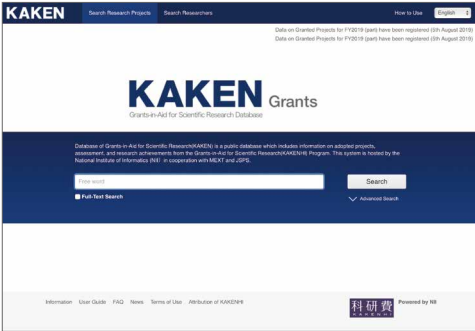 KAKEN Search Research Projects Search Researchers How to Use English
Data on Granted Projects for FY2019 (part) have been registered (5th August 2019)
Data on Granted Projects for FY2019 (part) have been registered (5th August 2019)
KAKEN Grants
Grants-in-Aid for Scientific Research Database
Database of Grants-in-Aid for Scientific Research(KAKEN) is a public database which includes information on adopted projects,
assessment, and research achievements from the Grants-in-Aid for Scientific Research(KAKENHI) Program. This system is hosted by the
National Institute of Informatics (NII) in cooperation with MEXT and JSPS.
Free word Search
Full-Text Search Advanced Search
Information User Guide FAQ News Terms of Use Attribution of KAKENHI
科研費 Powered by NII
KAKENHI